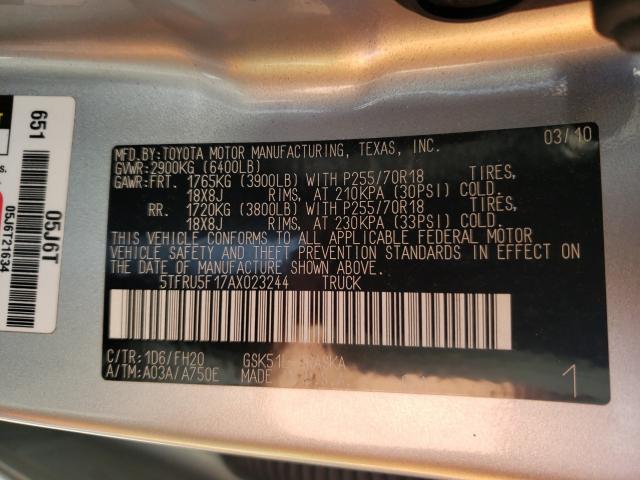 MFD.BY:TOYOTA MOTOR MANUFACTURING, TEXAS, INC. 03/10
GVWR:2900KG (6400LB)
GAWR:FRT. 1765KG (3900LB) WITH P255/70R18 TIRES,
18X8J RIMS, AT 210KPA (30PSI) COLD.
RR. 1720KG (3800LB) WITH P255/70R18 TIRES,
18X8J RIMS, AT 230KPA (33PSI) COLD.
THIS VEHICLE CONFORMS TO ALL APPLICABLE FEDERAL MOTOR
VEHICLE SAFETY AND THEFT PREVENTION STANDARDS IN EFFECT ON
THE DATE OF MANUFACTURE SHOWN ABOVE.
5TFRU5F17AX023244 TRUCK
C/TR:1D6/FH20
A/TM:A03A/A750E MADE
1
651
05J6T
05J6T21634